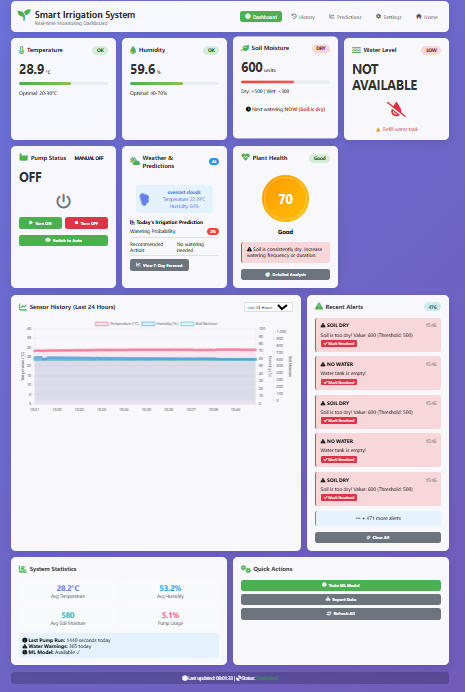 Smart Irrigation System
Real-time Monitoring Dashboard
Dashboard
History
Predictions
Settings
Home
Temperature
OK
28.9 °C
Optimal: 20-30°C
Humidity
OK
59.6 %
Optimal: 40-70%
Soil Moisture
DRY
600 units
Dry: >500 | Wet: <300
Next watering: NOW (Soil is dry)
Water Level
LOW
NOT
AVAILABLE
Refill water tank
Pump Status
MANUAL OFF
OFF
Turn ON
Turn OFF
Switch to Auto
Weather &
Predictions
overcast clouds
Temperature: 22.39°C
Humidity: 64%
Today's Irrigation Prediction
Watering Probability
Recommended
Action:
No watering
needed
View 7-Day Forecast
Plant Health
Good
70
Good
Soil is consistently dry. Increase
watering frequency or duration.
Detailed Analysis
Sensor History (Last 24 Hours)
Last 24 Hours
Temperature (°C)
Humidity (%)
Soil Moisture
Recent Alerts
476
SOIL DRY
15:46
Soil is too dry! Value: 600 (Threshold: 500)
Mark Resolved
NO WATER
15:46
Water tank is empty!
Mark Resolved
SOIL DRY
15:46
Soil is too dry! Value: 600 (Threshold: 500)
Mark Resolved
NO WATER
15:46
Water tank is empty!
Mark Resolved
SOIL DRY
15:46
Soil is too dry! Value: 600 (Threshold: 500)
Mark Resolved
+ 471 more alerts
Clear All
System Statistics
28.2°C
Avg Temperature
53.2%
Avg Humidity
580
Avg Soil Moisture
5.1%
Pump Usage
Last Pump Run: 1440 seconds today
Water Warnings: 305 today
ML Model: Available ✓
Quick Actions
Train ML Model
Export Data
Refresh All
Last updated:
Status: